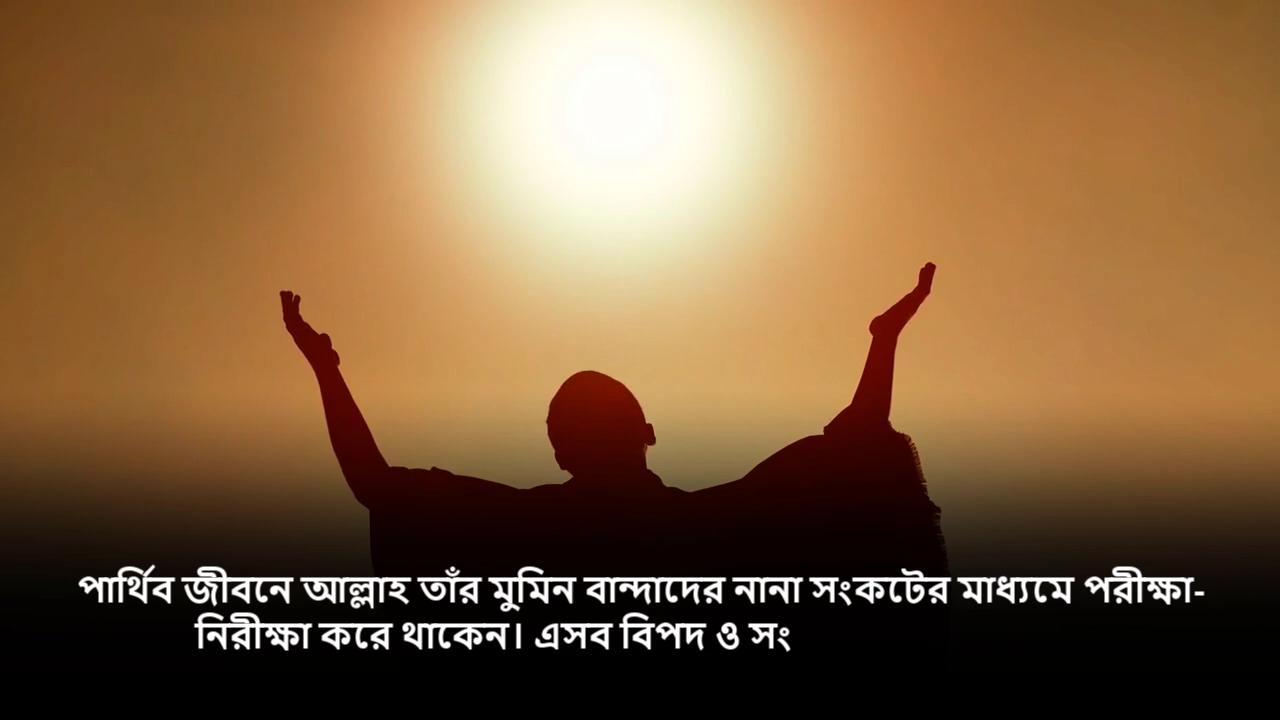 পার্থিব জীবনে আল্লাহ তাঁর মুমিন বান্দাদের নানা সংকটের মাধ্যমে পরীক্ষা-
নিরীক্ষা করে থাকেন। এসব বিপদ ও সং